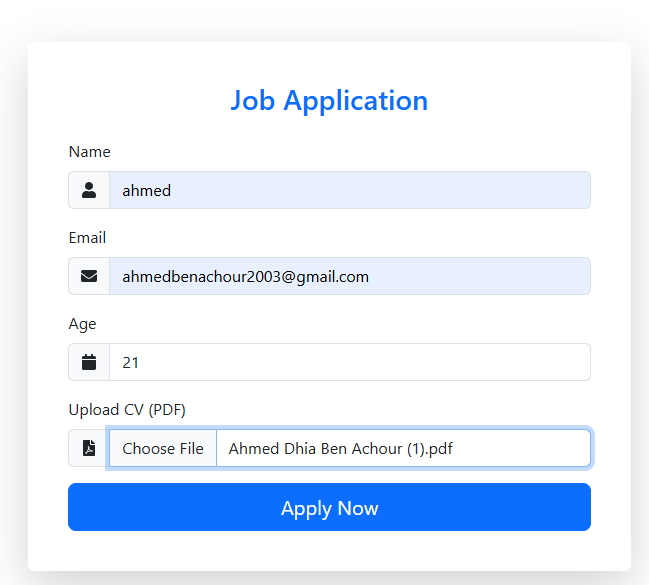 Job Application
Name
ahmed
Email
ahmedbenachour2003@gmail.com
Age
21
Upload CV (PDF)
Choose File Ahmed Dhia Ben Achour (1).pdf
Apply Now